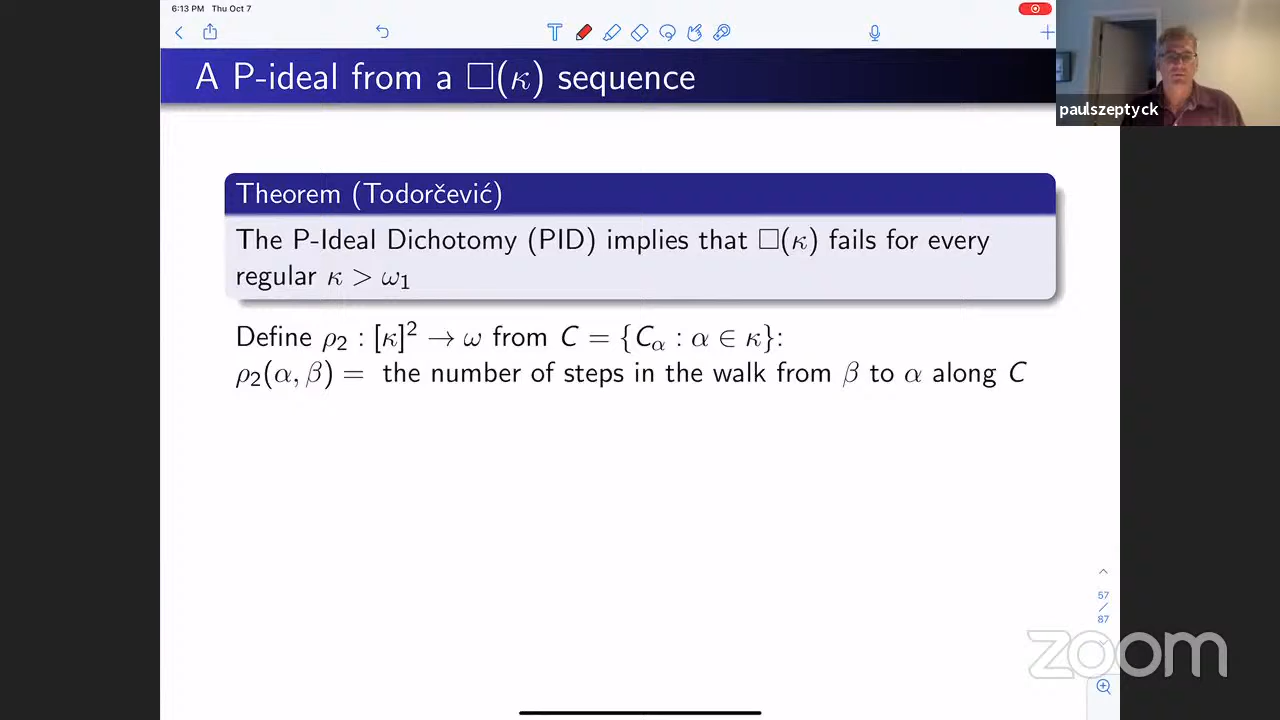 6:13 PM Thu Oct 7
A P-ideal from a □(κ) sequence
paulszeptyck
Theorem (Todorčević)
The P-Ideal Dichotomy (PID) implies that □(κ) fails for every
regular κ > ω₁
Define ρ₂ : [κ]² → ω from C = {C_α : α ∈ κ}:
ρ₂(α, β) = the number of steps in the walk from β to α along C
57
/
87
zoom